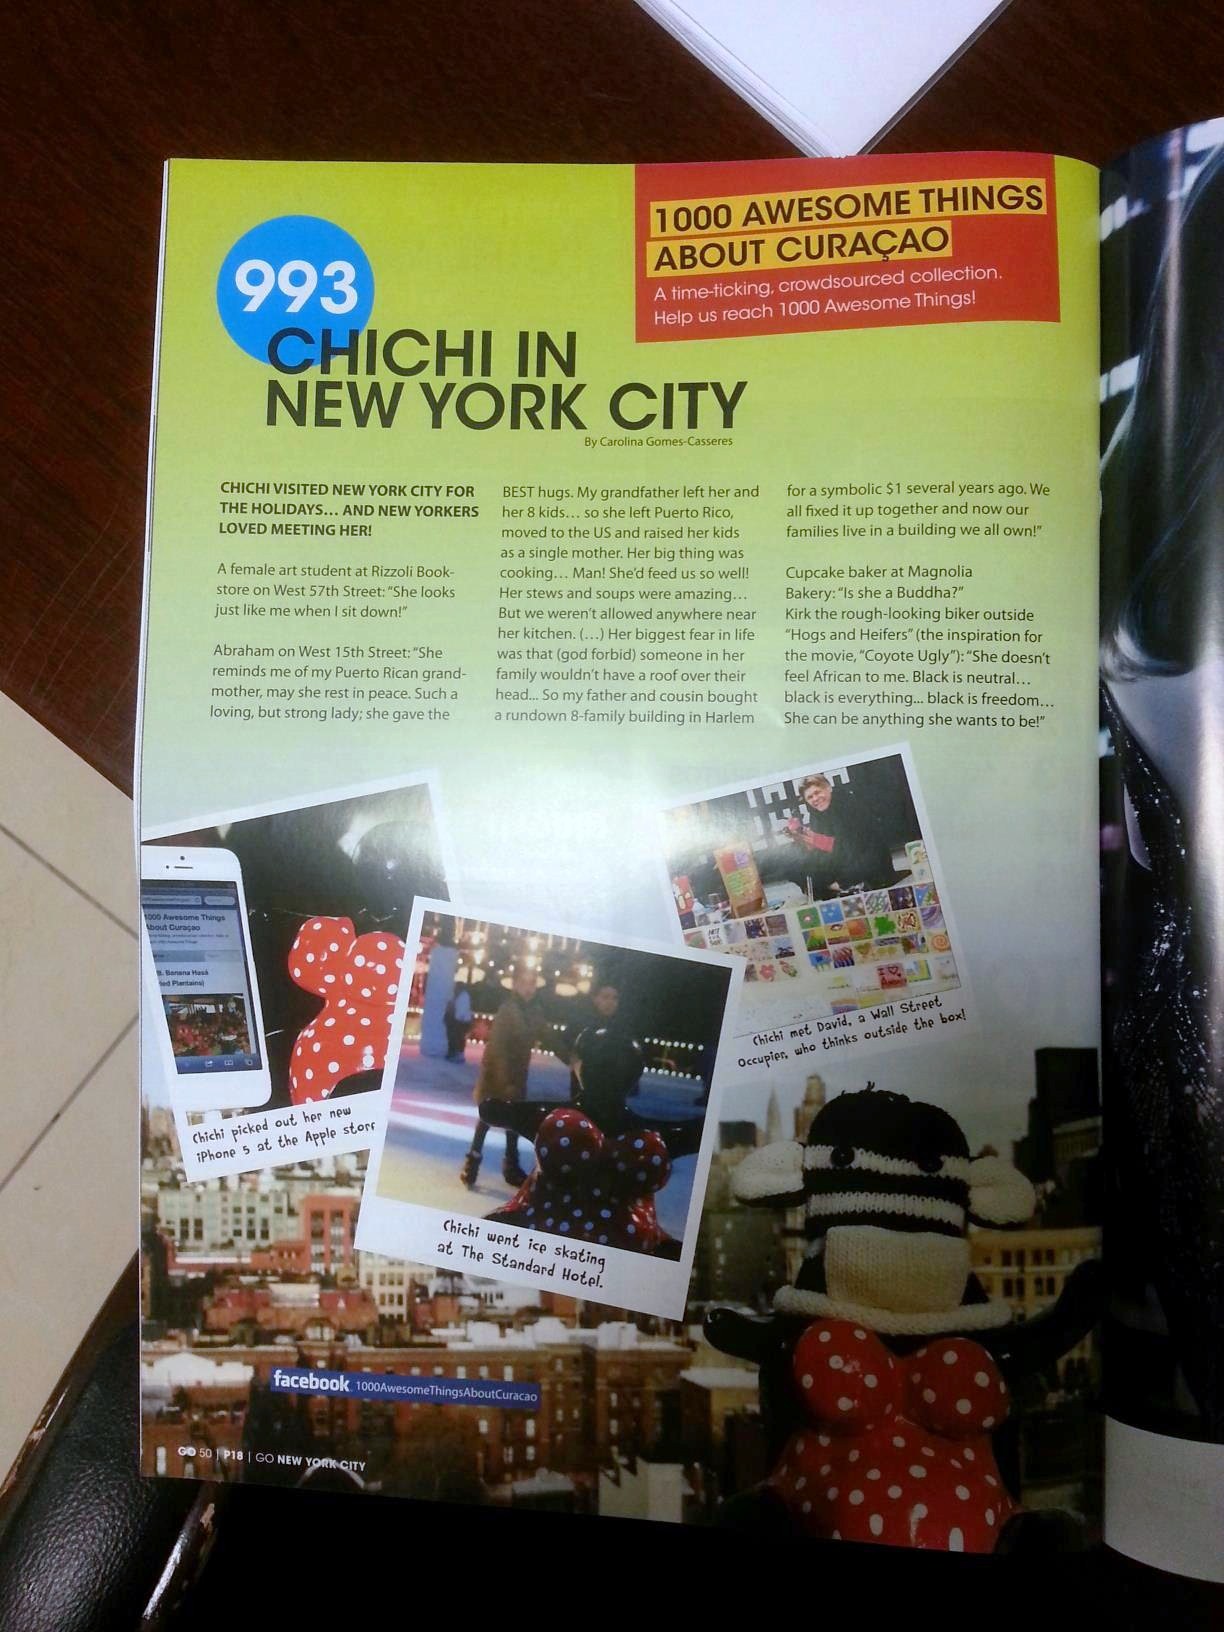 1000 AWESOME THINGS
ABOUT CURAÇAO
A time-ticking, crowdsourced collection.
Help us reach 1000 Awesome Things!
993
CHICHI IN
NEW YORK CITY
By Carolina Gomes-Casseres
CHICHI VISITED NEW YORK CITY FOR
THE HOLIDAYS... AND NEW YORKERS
LOVED MEETING HER!
A female art student at Rizzoli Book-
store on West 57th Street: "She looks
just like me when I sit down!"
Abraham on West 15th Street: "She
reminds me of my Puerto Rican grand-
mother, may she rest in peace. Such a
loving, but strong lady; she gave the
BEST hugs. My grandfather left her and
her 8 kids... so she left Puerto Rico,
moved to the US and raised her kids
as a single mother. Her big thing was
cooking... Man! She'd feed us so well!
Her stews and soups were amazing...
But we weren't allowed anywhere near
her kitchen. (...) Her biggest fear in life
was that (god forbid) someone in her
family wouldn't have a roof over their
head... So my father and cousin bought
a rundown 8-family building in Harlem
for a symbolic $1 several years ago. We
all fixed it up together and now our
families live in a building we all own!"
Cupcake baker at Magnolia
Bakery: "Is she a Buddha?"
Kirk the rough-looking biker outside
"Hogs and Heifers" (the inspiration for
the movie, "Coyote Ugly"): "She doesn't
feel African to me. Black is neutral...
black is everything... black is freedom...
She can be anything she wants to be!"
1000 Awesome Things
About Curaçao
Banana Hasá
Plantains)
Chichi picked out her new
iPhone 5 at the Apple store
Chichi went ice skating
at The Standard Hotel.
Chichi met David, a Wall Street
Occupier, who thinks outside the box!
facebook 1000AwesomeThingsAboutCuracao
GO 50 | P18 | GO NEW YORK CITY